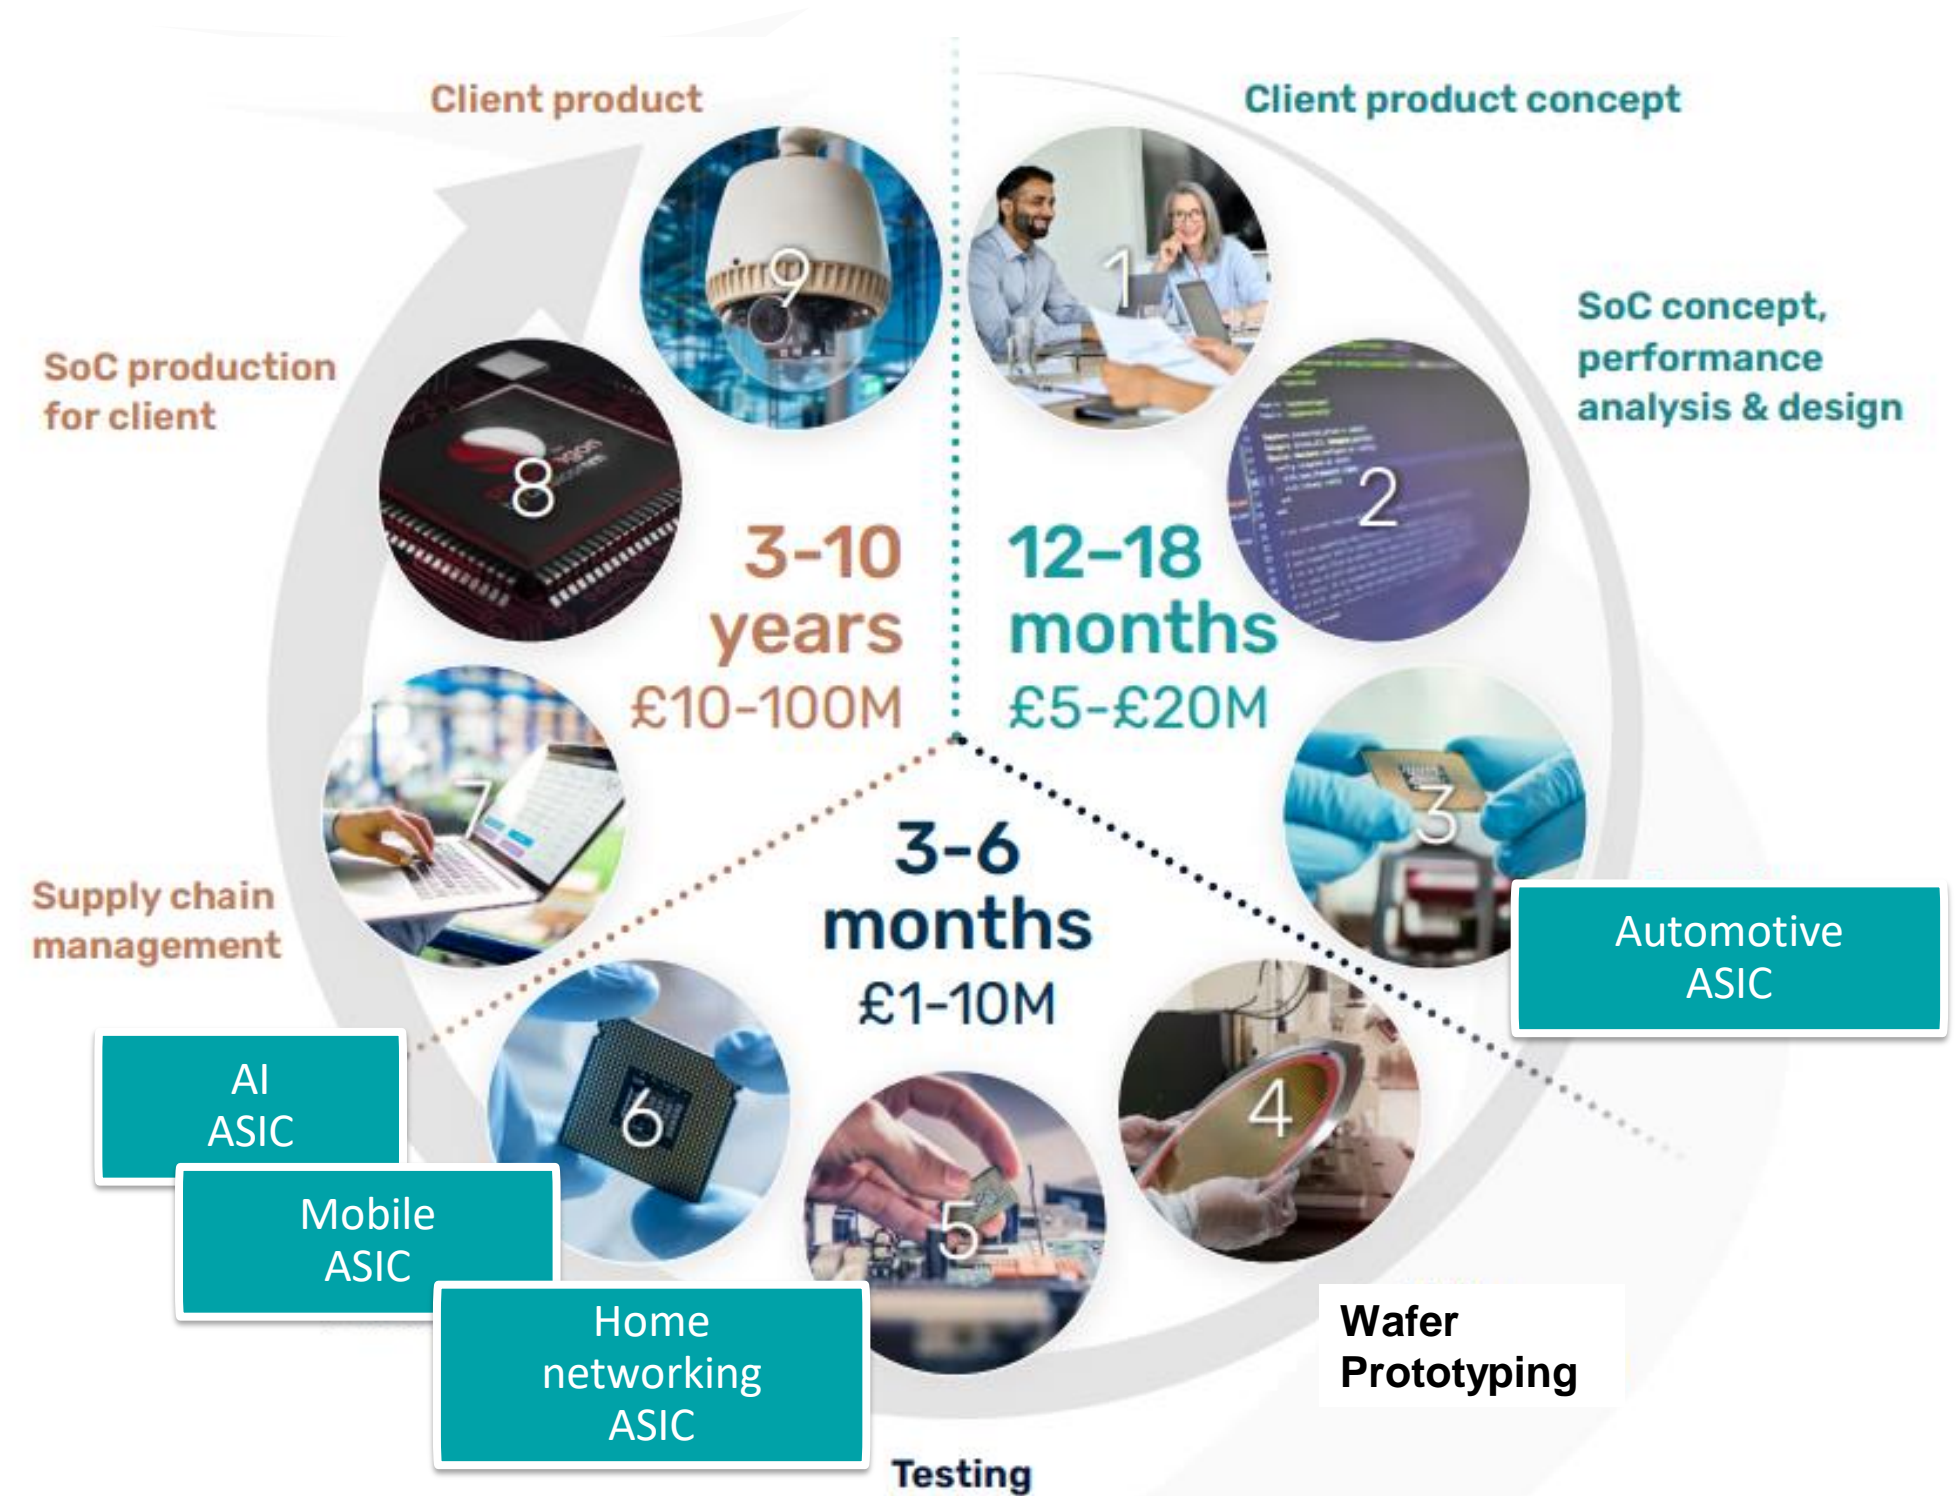 Client product
Client product concept
9
1
SoC concept,
performance
analysis & design
SoC production
for client
8
2
3-10
years
£10-100M
12–18
months
£5-£20M
7
3
3-6
months
£1-10M
Supply chain
management
Automotive
ASIC
AI
ASIC
6
4
5
Mobile
ASIC
Home
networking
ASIC
Wafer
Prototyping
Testing